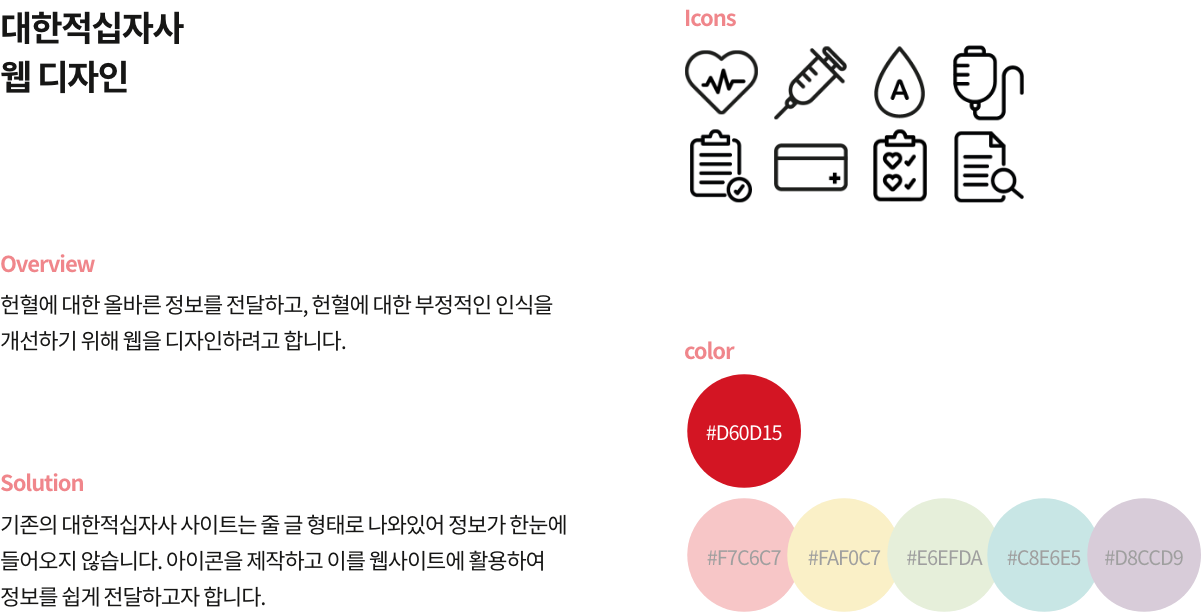 대한적십자사
웹 디자인
Overview
헌혈에 대한 올바른 정보를 전달하고, 헌혈에 대한 부정적인 인식을
개선하기 위해 웹을 디자인하려고 합니다.
Solution
기존의 대한적십자사 사이트는 줄 글 형태로 나와있어 정보가 한눈에
들어오지 않습니다. 아이콘을 제작하고 이를 웹사이트에 활용하여
정보를 쉽게 전달하고자 합니다.
Icons
A
color
#D60D15
#F7C6C7 #FAF0C7 #E6EFDA #C8E6E5 #D8CCD9